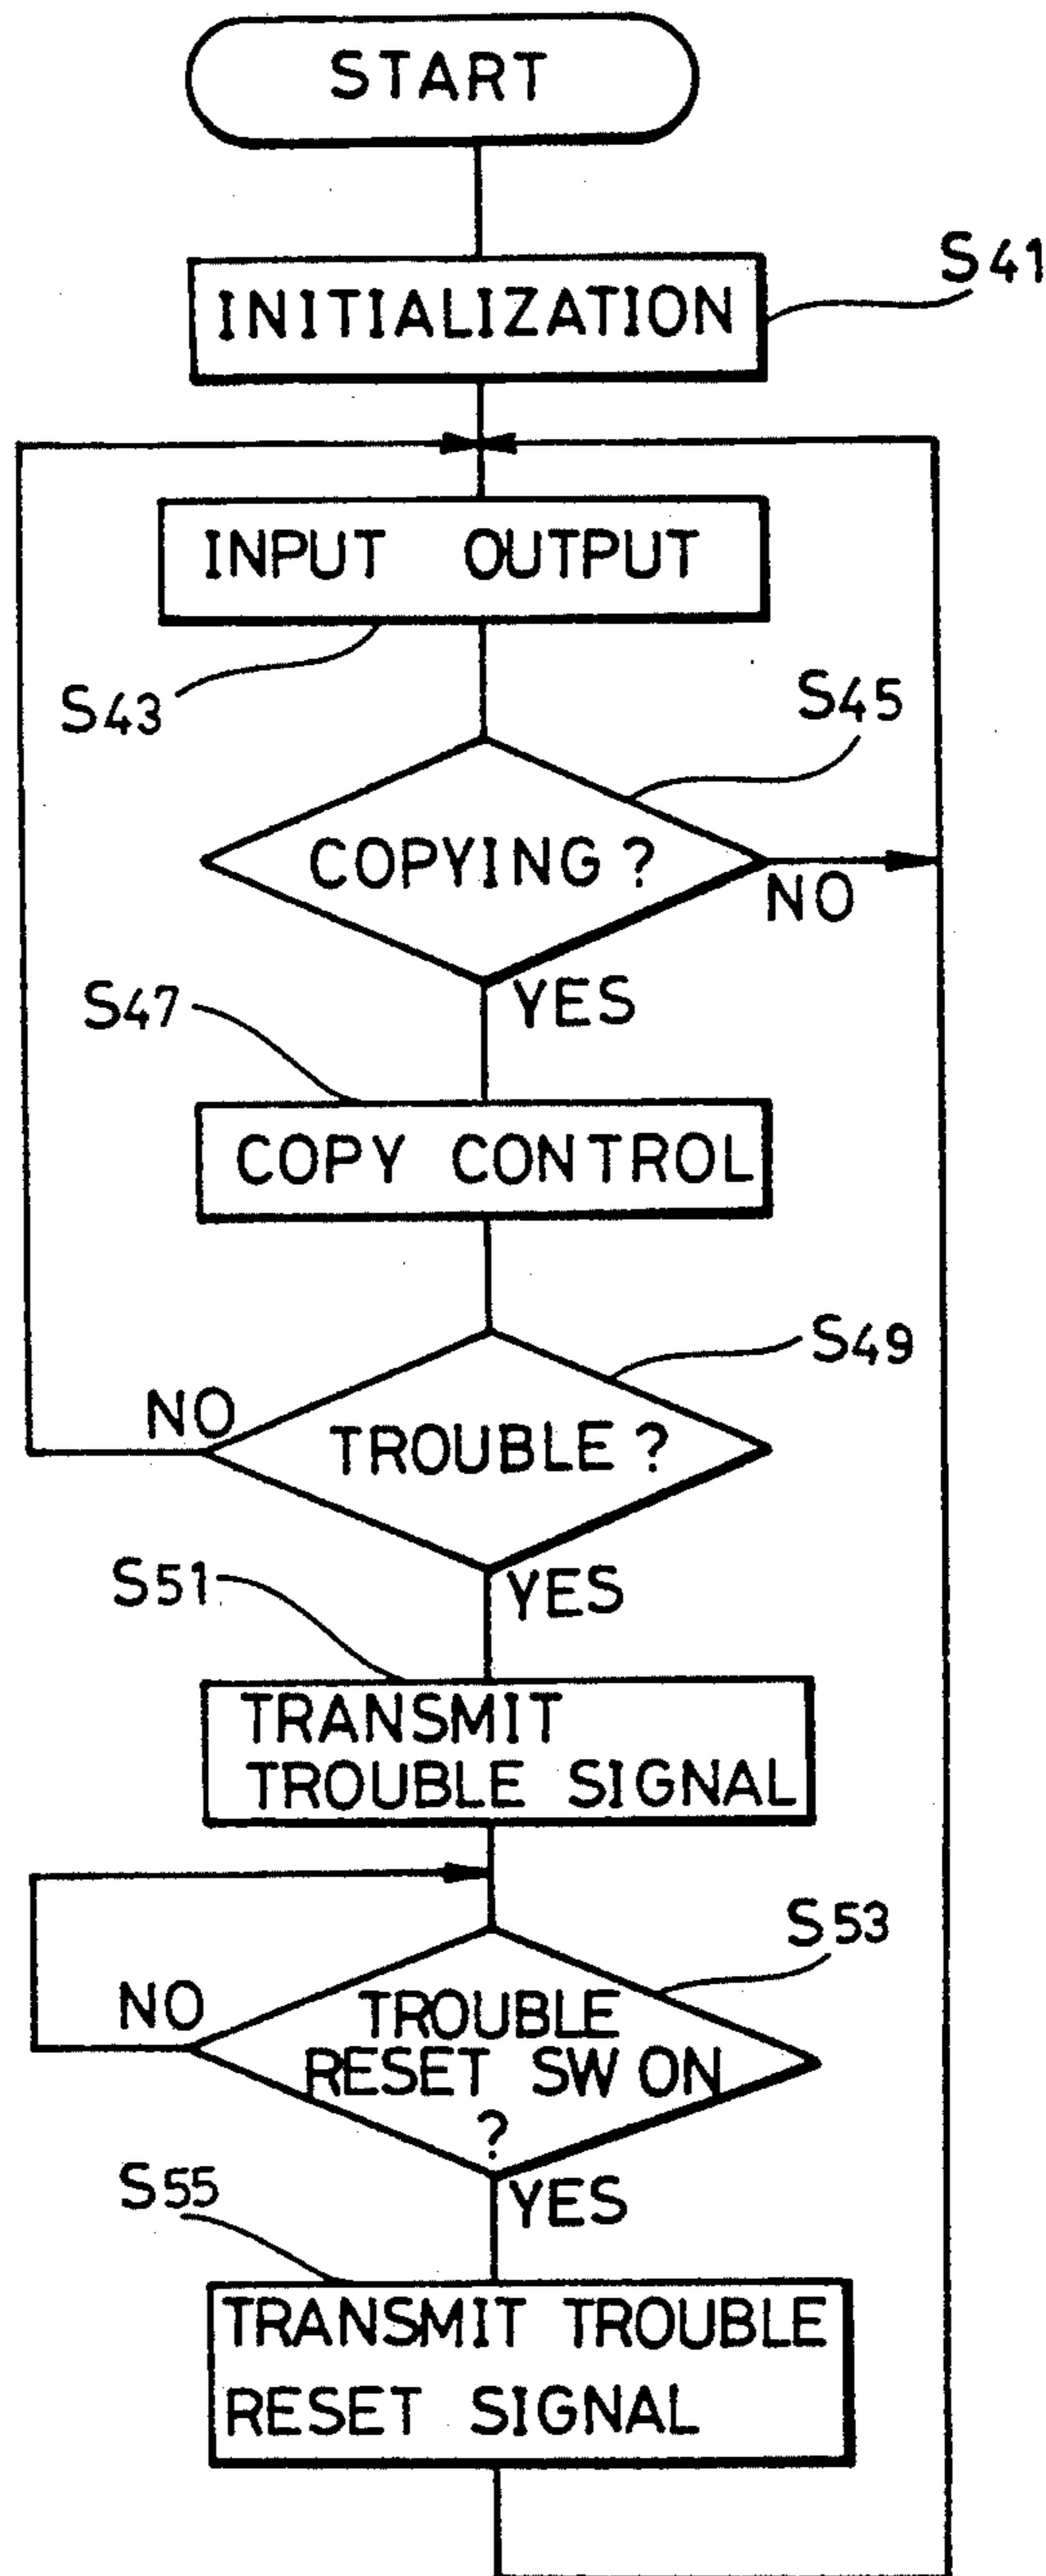 START
S41
INITIALIZATION
INPUT OUTPUT
S43
S45
COPYING?
NO
YES
S47
COPY CONTROL
S49
NO
TROUBLE?
YES
S51
TRANSMIT
TROUBLE SIGNAL
S53
NO
TROUBLE
RESET SW ON
?
YES
S55
TRANSMIT TROUBLE
RESET SIGNAL